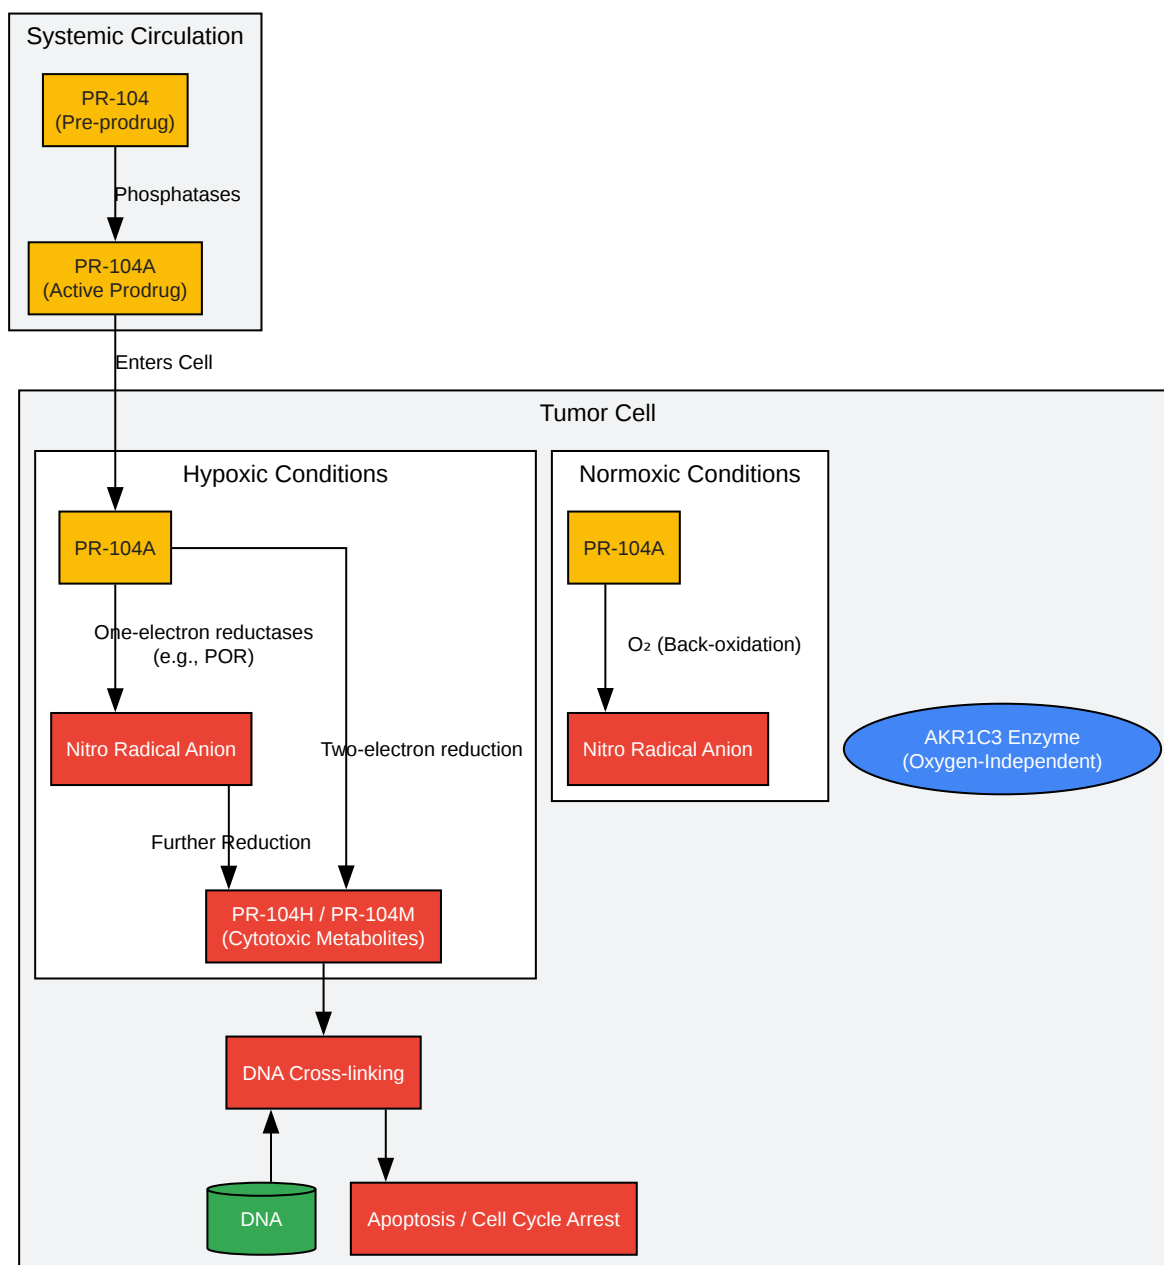 Systemic Circulation
PR-104
(Pre-prodrug)
Phosphatases
PR-104A
(Active Prodrug)
Enters Cell
Tumor Cell
Hypoxic Conditions
PR-104A
One-electron reductases
(e.g., POR)
Nitro Radical Anion
Two-electron reduction
Further Reduction
PR-104H / PR-104M
(Cytotoxic Metabolites)
Normoxic Conditions
PR-104A
O₂ (Back-oxidation)
Nitro Radical Anion
AKR1C3 Enzyme
(Oxygen-Independent)
DNA Cross-linking
DNA
Apoptosis / Cell Cycle Arrest